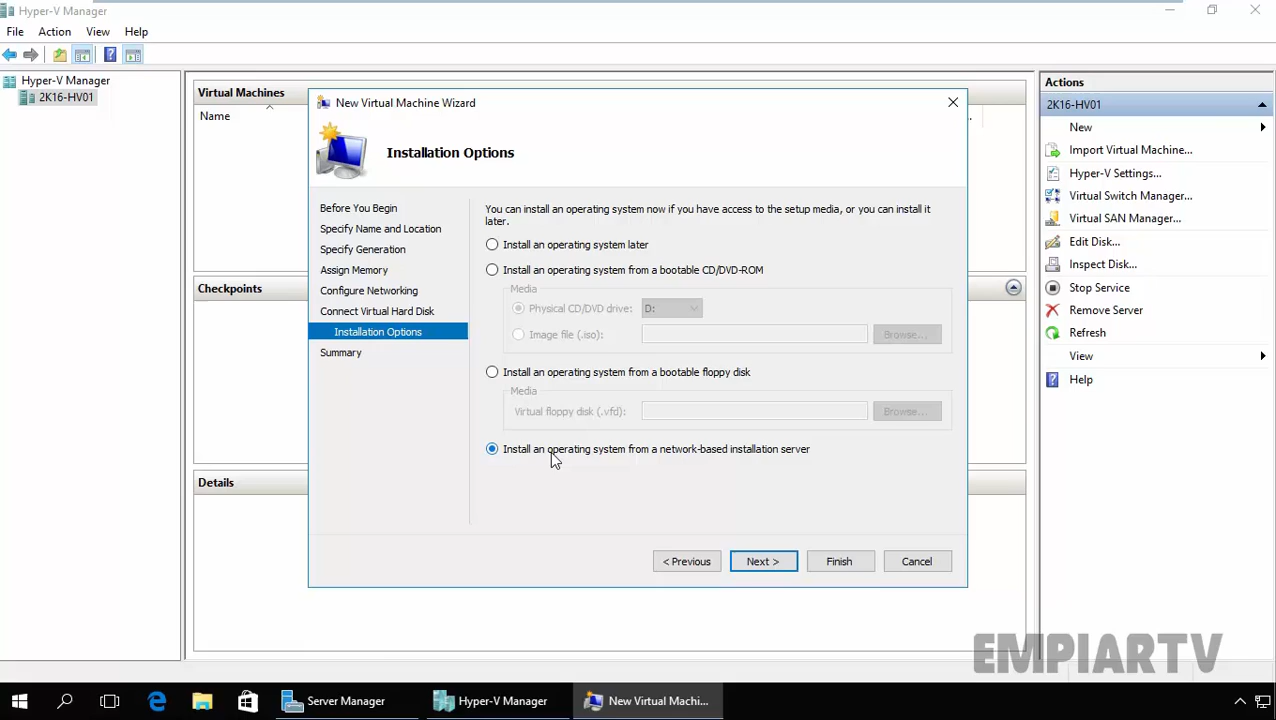 Hyper-V Manager
File Action View Help
Hyper-V Manager
2K16-HV01
Virtual Machines
Name
Checkpoints
Details
New Virtual Machine Wizard
Installation Options
Before You Begin
Specify Name and Location
Specify Generation
Assign Memory
Configure Networking
Connect Virtual Hard Disk
Installation Options
Summary
You can install an operating system now if you have access to the setup media, or you can install it
later.
Install an operating system later
Install an operating system from a bootable CD/DVD-ROM
Media
Physical CD/DVD drive: D:
Image file (.iso): Browse...
Install an operating system from a bootable floppy disk
Media
Virtual floppy disk (.vfd): Browse...
Install an operating system from a network-based installation server
< Previous Next > Finish Cancel
Actions
2K16-HV01
New
Import Virtual Machine...
Hyper-V Settings...
Virtual Switch Manager...
Virtual SAN Manager...
Edit Disk...
Inspect Disk...
Stop Service
Remove Server
Refresh
View
Help
EMPIARTV
Server Manager Hyper-V Manager New Virtual Machi...